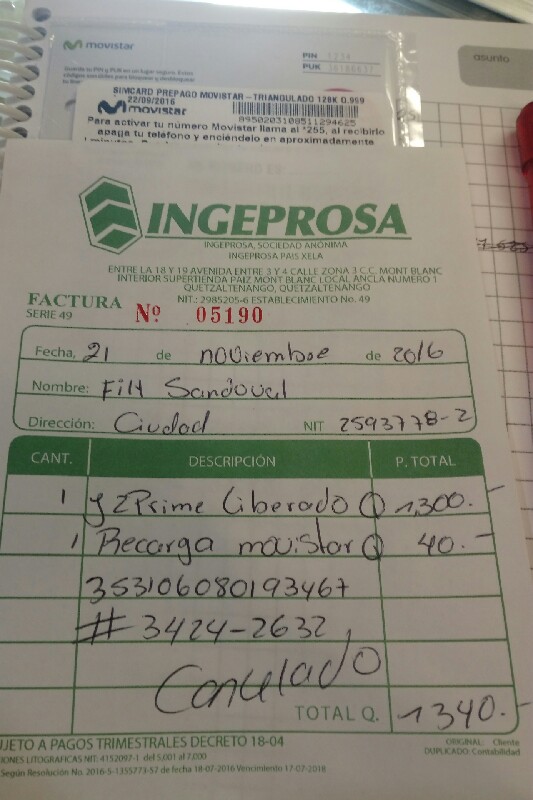 movistar
PIN 1234
PUK
asunto
SIMCARD PREPAGO MOVISTAR - TRIANGULADO 128K Q.959
22/09/2016
movistar
8950203108511294625
Para activar tu número Movistar llama al *255, al recibirlo
apaga tu teléfono y enciéndelo en aproximadamente
INGEPROSA
INGEPROSA, SOCIEDAD ANÓNIMA
INGEPROSA PAIS XELA
ENTRE LA 18 Y 19 AVENIDA ENTRE 3 Y 4 CALLE ZONA 3 C.C. MONT BLANC
INTERIOR SUPERTIENDA PAIZ MONT BLANC LOCAL ANCLA NUMERO 1
QUETZALTENANGO, QUETZALTENANGO
NIT.: 2985205-6 ESTABLECIMIENTO No. 49
FACTURA
SERIE 49
Nº 05190
Fecha, 21 de noviembre de 2016
Nombre: Fily Sandoval
Dirección: Ciudad NIT 2593778-2
CANT. DESCRIPCIÓN P. TOTAL
1 J2Prime Liberado Q 1,300.-
1 Recarga movistar Q 40.-
353106080193467
# 3424-2632
Cancelado
TOTAL Q. 1340.-
UJETO A PAGOS TRIMESTRALES DECRETO 18-04
ORIGINAL: Cliente
DUPLICADO: Contabilidad
IONES LITOGRAFICAS NIT: 4152097-1 del 5,001 al 7,000
Según Resolución No. 2016-5-1355773-57 de fecha 18-07-2016 Vencimiento 17-07-2018